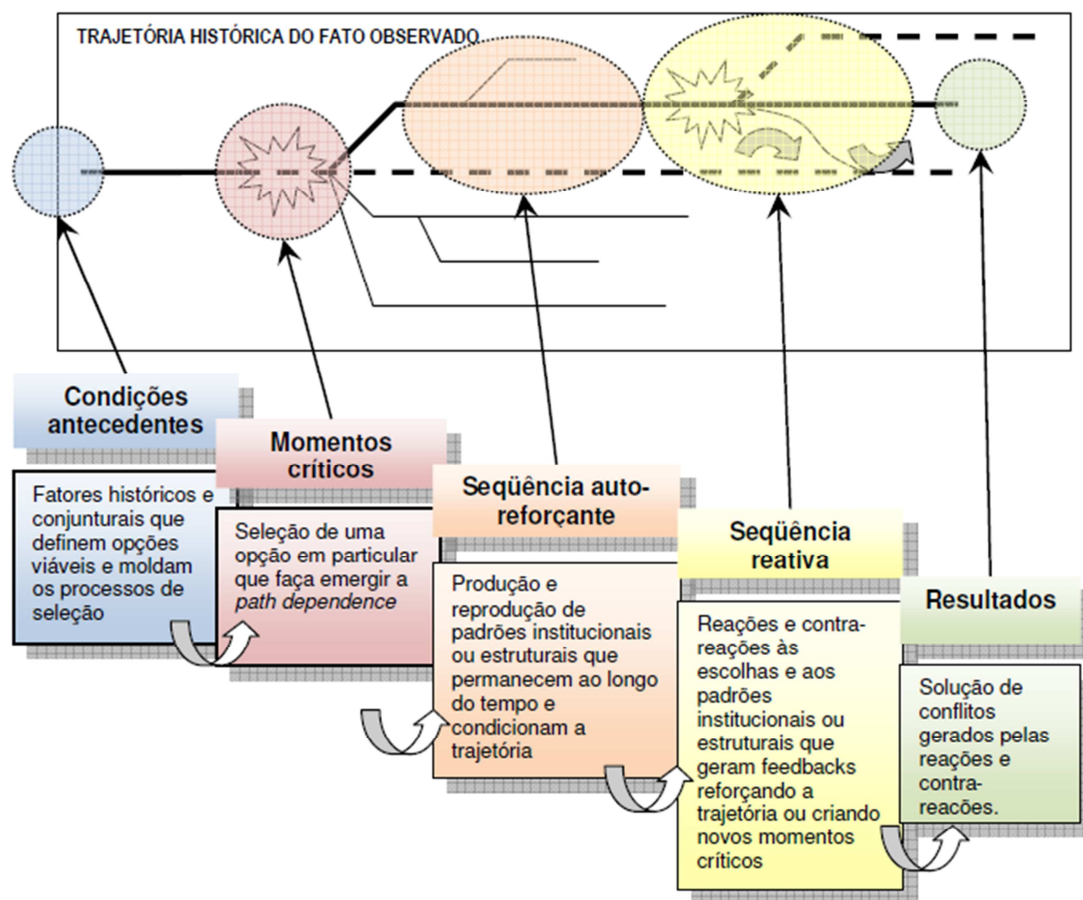 TRAJETÓRIA HISTÓRICA DO FATO OBSERVADO
Condições
antecedentes
Fatores históricos e
conjunturais que
definem opções
viáveis e moldam
os processos de
seleção
Momentos
críticos
Seleção de uma
opção em particular
que faça emergir a
path dependence
Seqüência auto-
reforçante
Produção e
reprodução de
padrões institucionais
ou estruturais que
permanecem ao longo
do tempo e
condicionam a
trajetória
Seqüência
reativa
Reações e contra-
reações às
escolhas e aos
padrões
institucionais ou
estruturais que
geram feedbacks
reforçando a
trajetória ou criando
novos momentos
críticos
Resultados
Solução de
conflitos
gerados pelas
reações e
contra-
reacões.